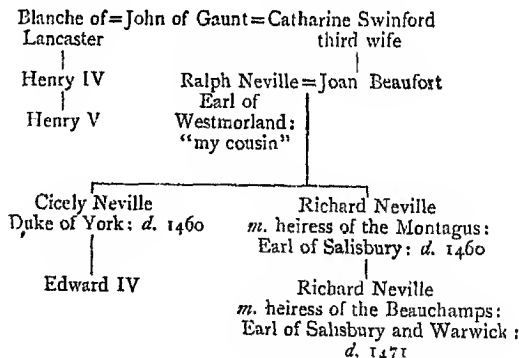 Blanche of=John of Gaunt=Catharine Swinford
Lancaster third wife
Henry IV Ralph Neville=Joan Beaufort
Henry V Earl of
Westmorland:
"my cousin"
Cicely Neville Richard Neville
Duke of York: d. 1460 m. heiress of the Montagus:
Earl of Salisbury: d. 1460
Edward IV Richard Neville
m. heiress of the Beauchamps:
Earl of Salisbury and Warwick:
d. 1471